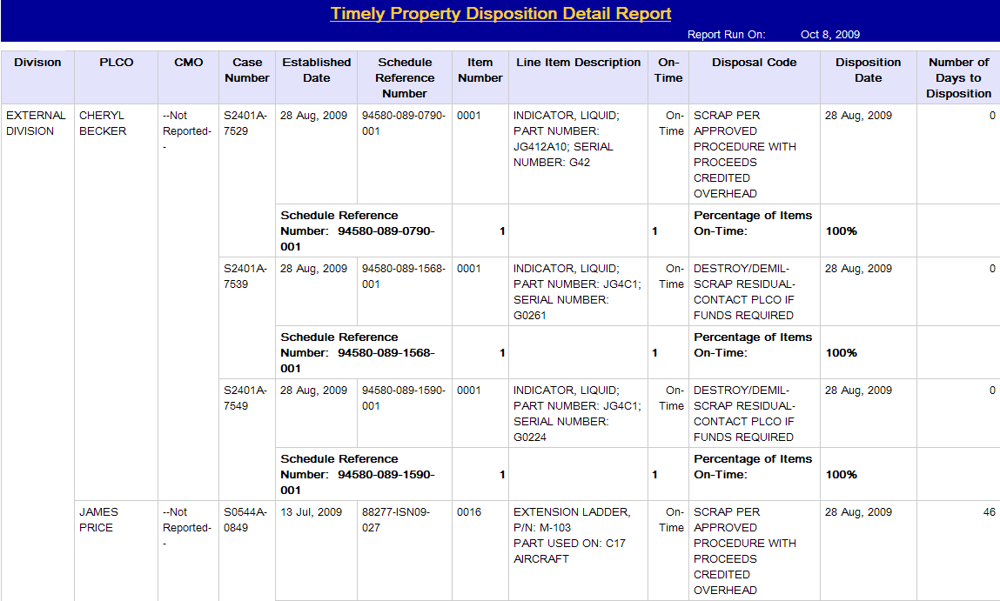 Timely Property Disposition Detail Report
Report Run On: Oct 8, 2009
Division PLCO CMO Case Number Established Date Schedule Reference Number Item Number Line Item Description On-Time Disposal Code Disposition Date Number of Days to Disposition
EXTERNAL DIVISION
CHERYL BECKER
--Not Reported--
S2401A-7529
28 Aug, 2009
94580-089-0790-001
0001
INDICATOR, LIQUID;
PART NUMBER:
JG412A10; SERIAL
NUMBER: G42
On-Time
SCRAP PER
APPROVED
PROCEDURE WITH
PROCEEDS
CREDITED
OVERHEAD
28 Aug, 2009
0
Schedule Reference
Number: 94580-089-0790-
001
1
1
Percentage of Items
On-Time:
100%
S2401A-7539
28 Aug, 2009
94580-089-1568-001
0001
INDICATOR, LIQUID;
PART NUMBER: JG4C1;
SERIAL NUMBER:
G0261
On-Time
DESTROY/DEMIL-
SCRAP RESIDUAL-
CONTACT PLCO IF
FUNDS REQUIRED
28 Aug, 2009
0
Schedule Reference
Number: 94580-089-1568-
001
1
1
Percentage of Items
On-Time:
100%
S2401A-7549
28 Aug, 2009
94580-089-1590-001
0001
INDICATOR, LIQUID;
PART NUMBER: JG4C1;
SERIAL NUMBER:
G0224
On-Time
DESTROY/DEMIL-
SCRAP RESIDUAL-
CONTACT PLCO IF
FUNDS REQUIRED
28 Aug, 2009
0
Schedule Reference
Number: 94580-089-1590-
001
1
1
Percentage of Items
On-Time:
100%
JAMES PRICE
--Not Reported--
S0544A-0849
13 Jul, 2009
88277-ISN09-027
0016
EXTENSION LADDER,
P/N: M-103
PART USED ON: C17
AIRCRAFT
On-Time
SCRAP PER
APPROVED
PROCEDURE WITH
PROCEEDS
CREDITED
OVERHEAD
28 Aug, 2009
46